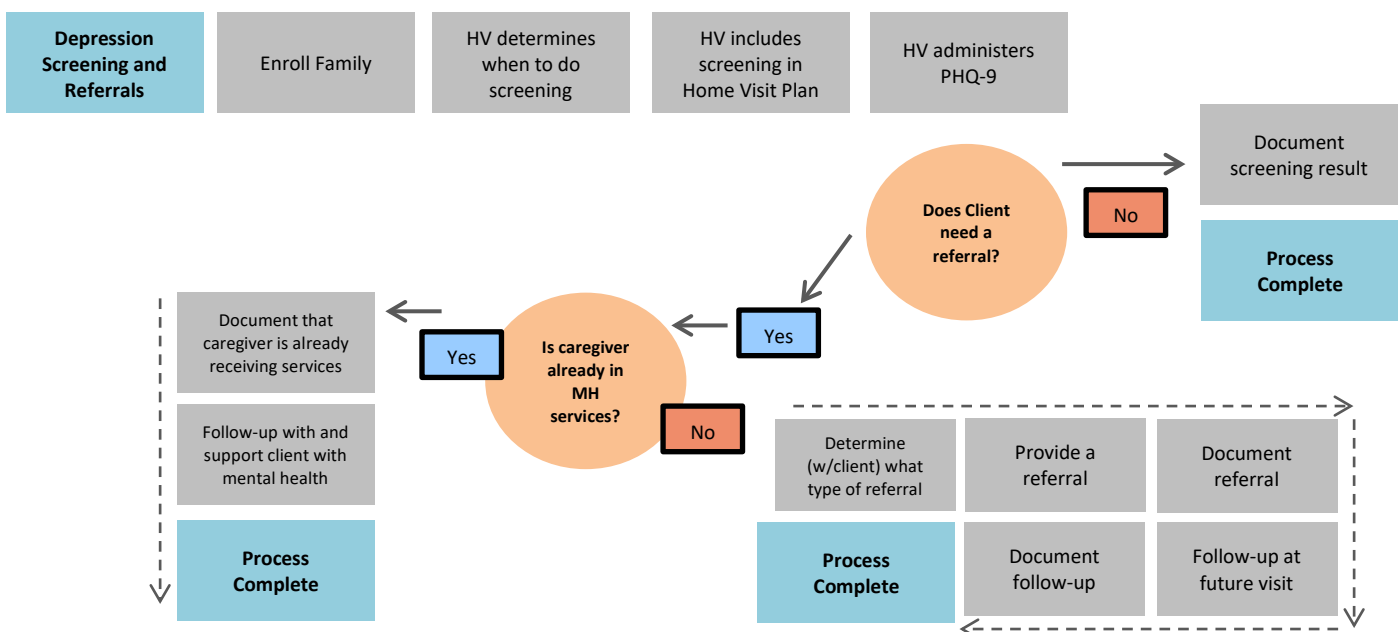 Depression
Screening and
Referrals
Enroll Family
HV determines
when to do
screening
HV includes
screening in
Home Visit Plan
HV administers
PHQ-9
Does Client
need a
referral?
No
Document
screening result
Process
Complete
Yes
Is caregiver
already in
MH
services?
Yes
Document that
caregiver is already
receiving services
Follow-up with and
support client with
mental health
Process
Complete
No
Determine
(w/client) what
type of referral
Provide a
referral
Document
referral
Follow-up at
future visit
Document
follow-up
Process
Complete